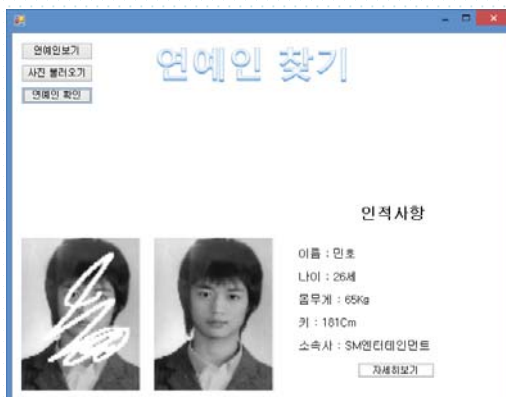 연예인보기
사진 불러오기
연예인 확인
연예인 찾기
인적사항
이름 : 민호
나이 : 26세
몸무게 : 65Kg
키 : 181Cm
소속사 : SM엔터테인먼트
자세히보기